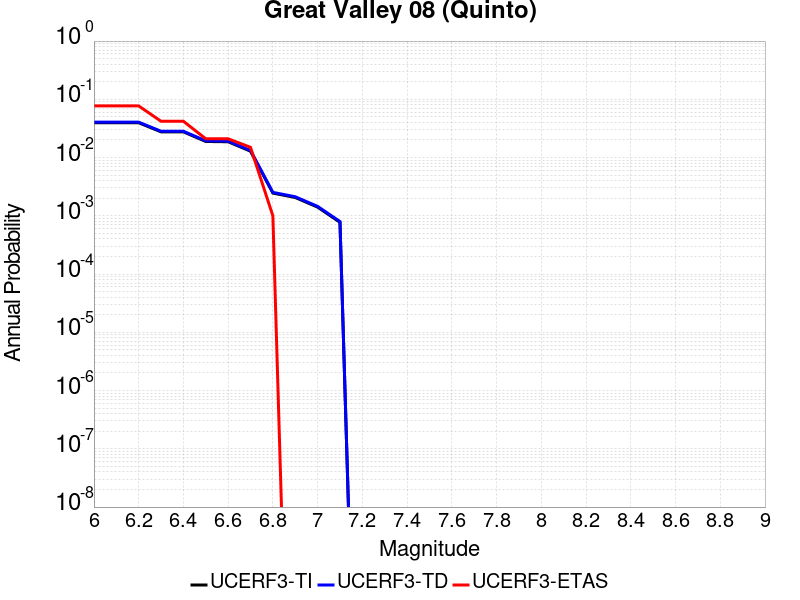 Great Valley 08 (Quinto)
10^0
10^-1
10^-2
10^-3
10^-4
10^-5
10^-6
10^-7
10^-8
Annual Probability
6 6.2 6.4 6.6 6.8 7 7.2 7.4 7.6 7.8 8 8.2 8.4 8.6 8.8 9
Magnitude
UCERF3-TI UCERF3-TD UCERF3-ETAS